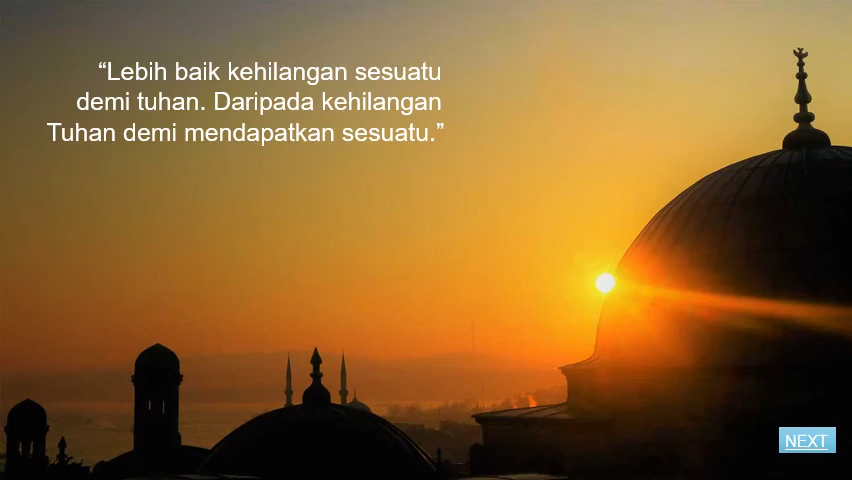 “Lebih baik kehilangan sesuatu
demi tuhan. Daripada kehilangan
Tuhan demi mendapatkan sesuatu.”
NEXT